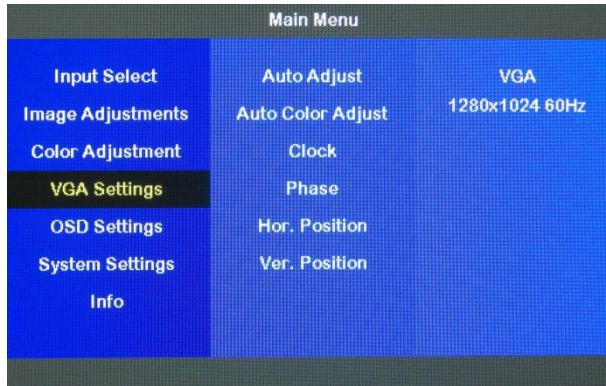 Main Menu
Input Select
Image Adjustments
Color Adjustment
VGA Settings
OSD Settings
System Settings
Info
Auto Adjust
Auto Color Adjust
Clock
Phase
Hor. Position
Ver. Position
VGA
1280x1024 60Hz